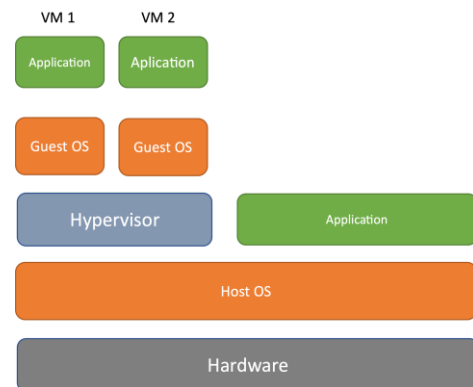 VM 1 VM 2
Application Aplication
Guest OS Guest OS
Hypervisor Application
Host OS
Hardware